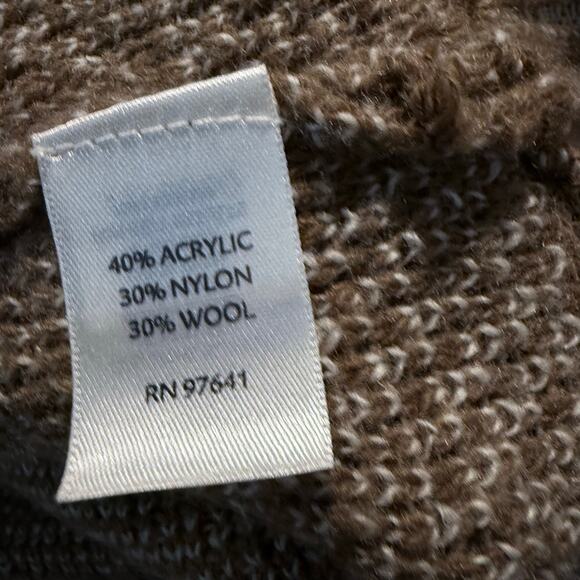 40% ACRYLIC
30% NYLON
30% WOOL
RN 97641